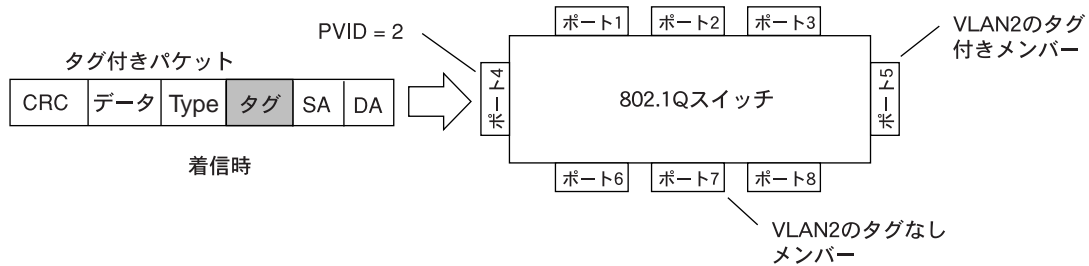 PVID = 2
ポート1
ポート2
ポート3
VLAN2のタグ
付きメンバー
タグ付きパケット
CRC
データ
Type
タグ
SA
DA
ポート4
802.1Qスイッチ
ポート5
着信時
ポート6
ポート7
ポート8
VLAN2のタグなし
メンバー